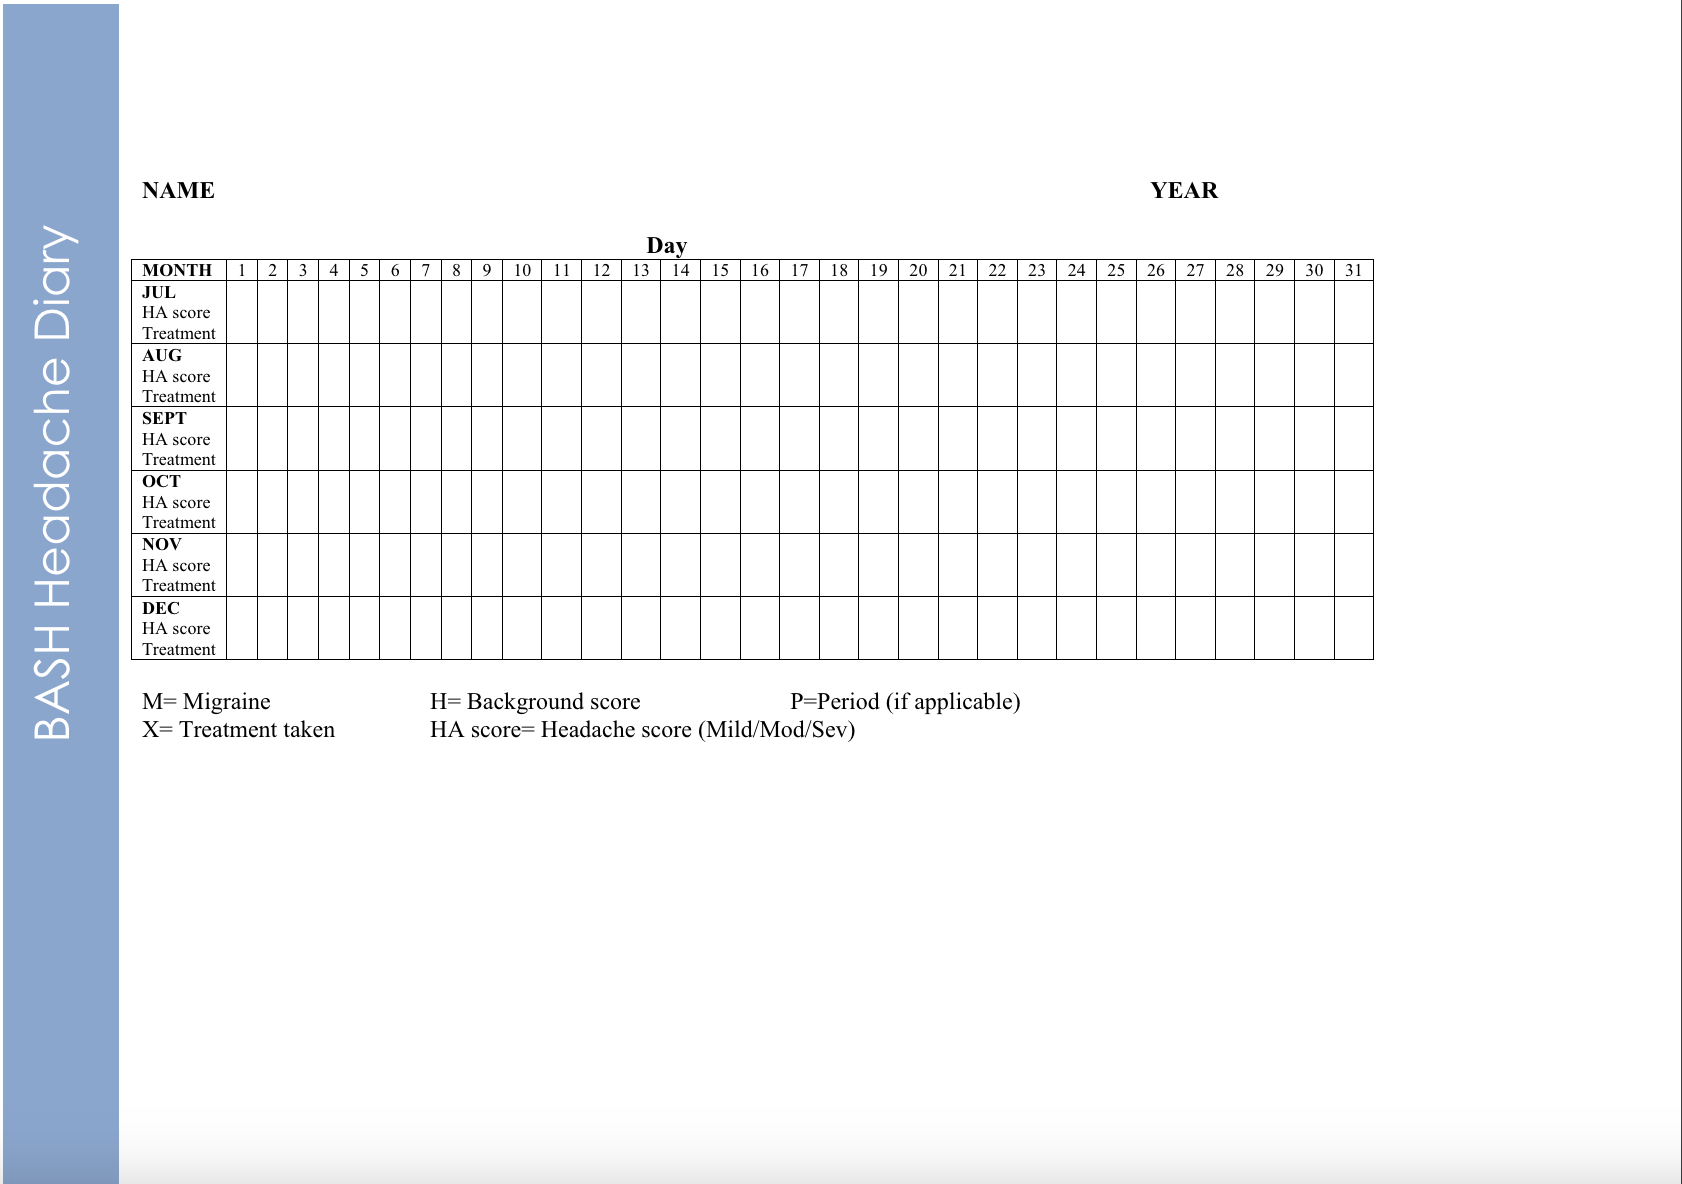 BASH Headache Diary
NAME YEAR
Day
MONTH 1 2 3 4 5 6 7 8 9 10 11 12 13 14 15 16 17 18 19 20 21 22 23 24 25 26 27 28 29 30 31
JUL
HA score
Treatment
AUG
HA score
Treatment
SEPT
HA score
Treatment
OCT
HA score
Treatment
NOV
HA score
Treatment
DEC
HA score
Treatment
M= Migraine H= Background score P=Period (if applicable)
X= Treatment taken HA score= Headache score (Mild/Mod/Sev)